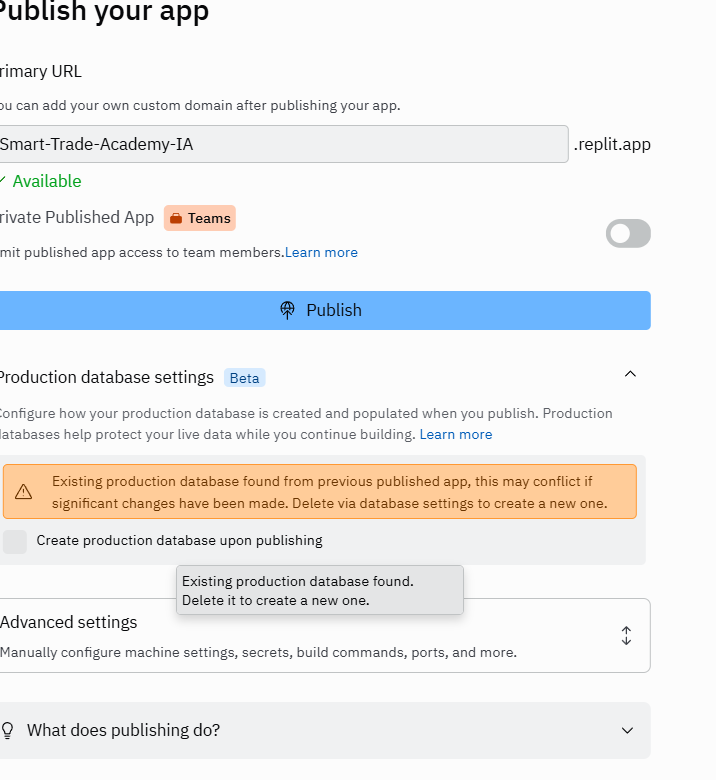 Publish your app
rimary URL
ou can add your own custom domain after publishing your app.
Smart-Trade-Academy-IA
.replit.app
Available
rivate Published App
Teams
mit published app access to team members.Learn more
Publish
Production database settings
Beta
Configure how your production database is created and populated when you publish. Production
databases help protect your live data while you continue building. Learn more
Existing production database found from previous published app, this may conflict if
significant changes have been made. Delete via database settings to create a new one.
Create production database upon publishing
Existing production database found.
Delete it to create a new one.
Advanced settings
Manually configure machine settings, secrets, build commands, ports, and more.
What does publishing do?